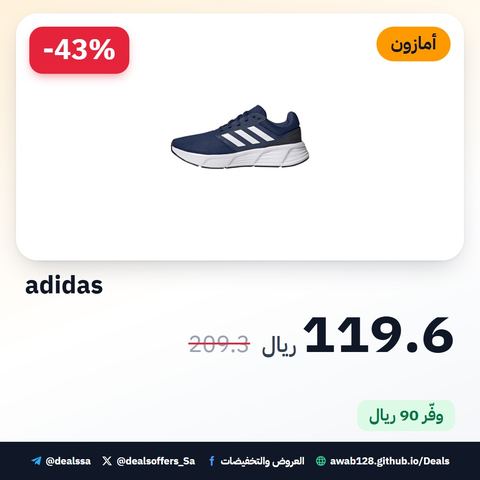 -43%
أمازون
adidas
119.6 ريال 209.3
وفّر 90 ريال
@dealssa @dealsoffers_Sa العروض والتخفيضات awab128.github.io/Deals